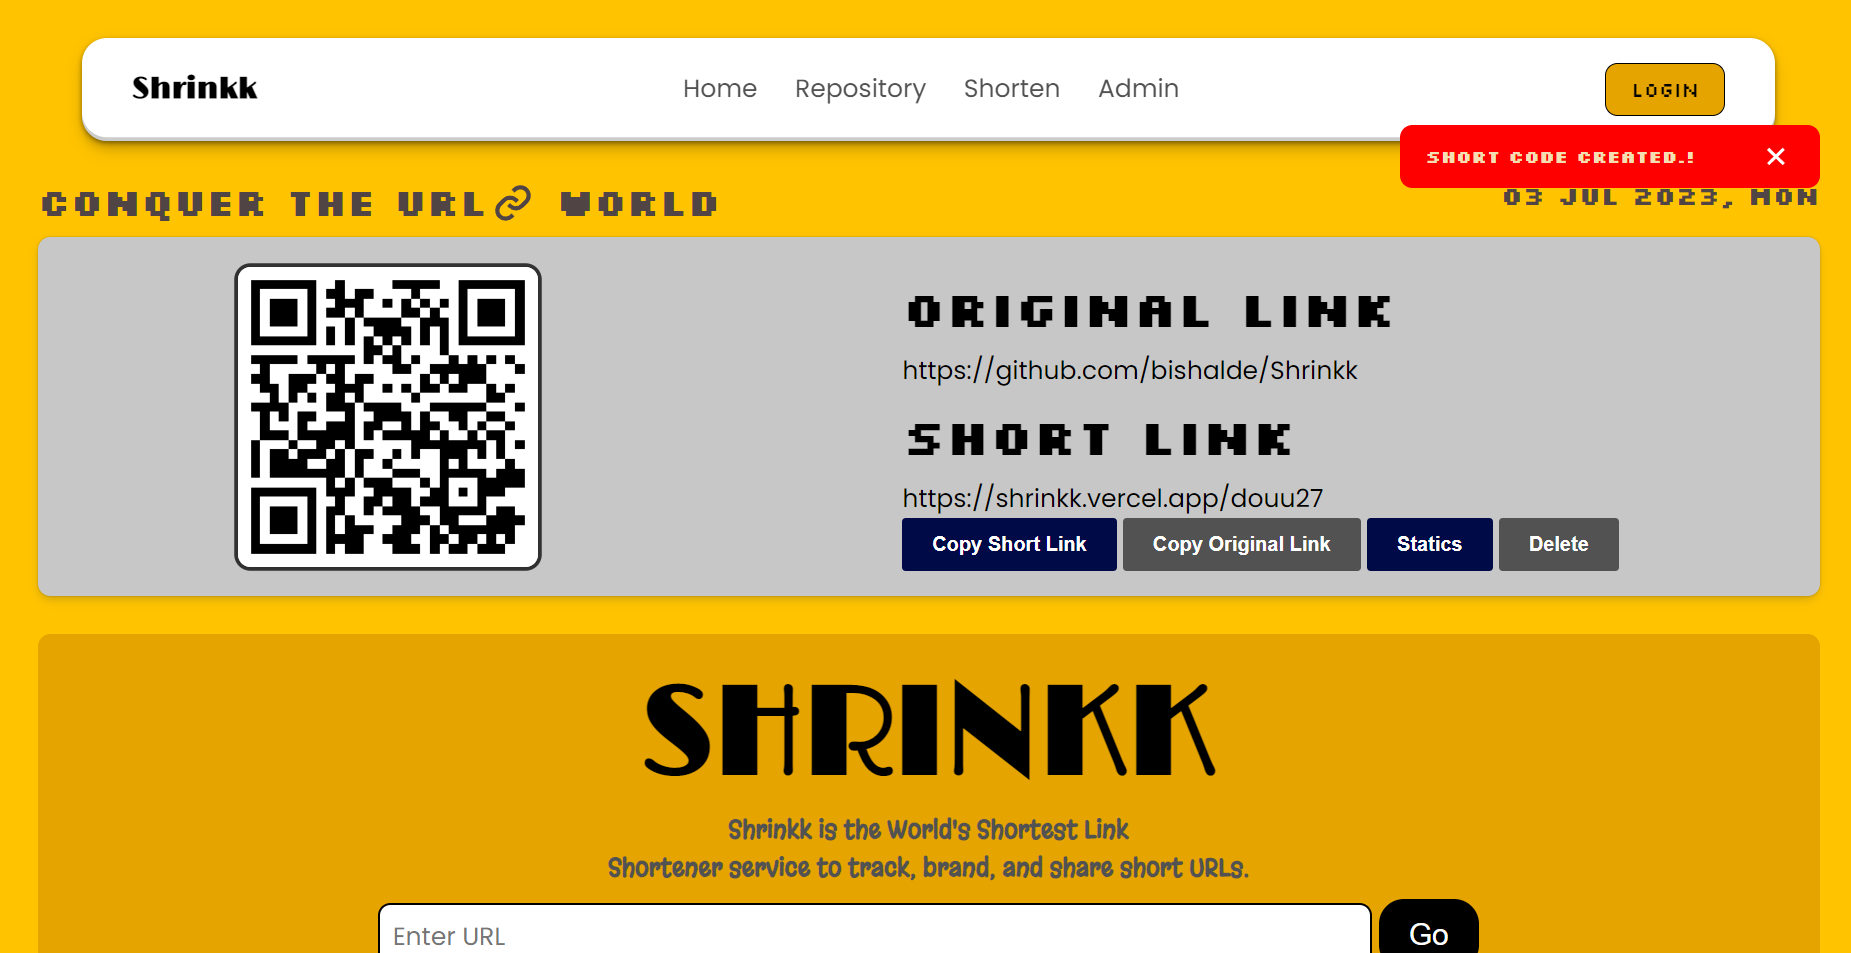 Shrinkk
Home Repository Shorten Admin
LOGIN
SHORT CODE CREATED.! ×
CONQUER THE URL WORLD
03 JUL 2023, MON
ORIGINAL LINK
https://github.com/bishalde/Shrinkk
SHORT LINK
https://shrinkk.vercel.app/douu27
Copy Short Link Copy Original Link Statics Delete
SHRINKK
Shrinkk is the World's Shortest Link
Shortener service to track, brand, and share short URLs.
Enter URL Go